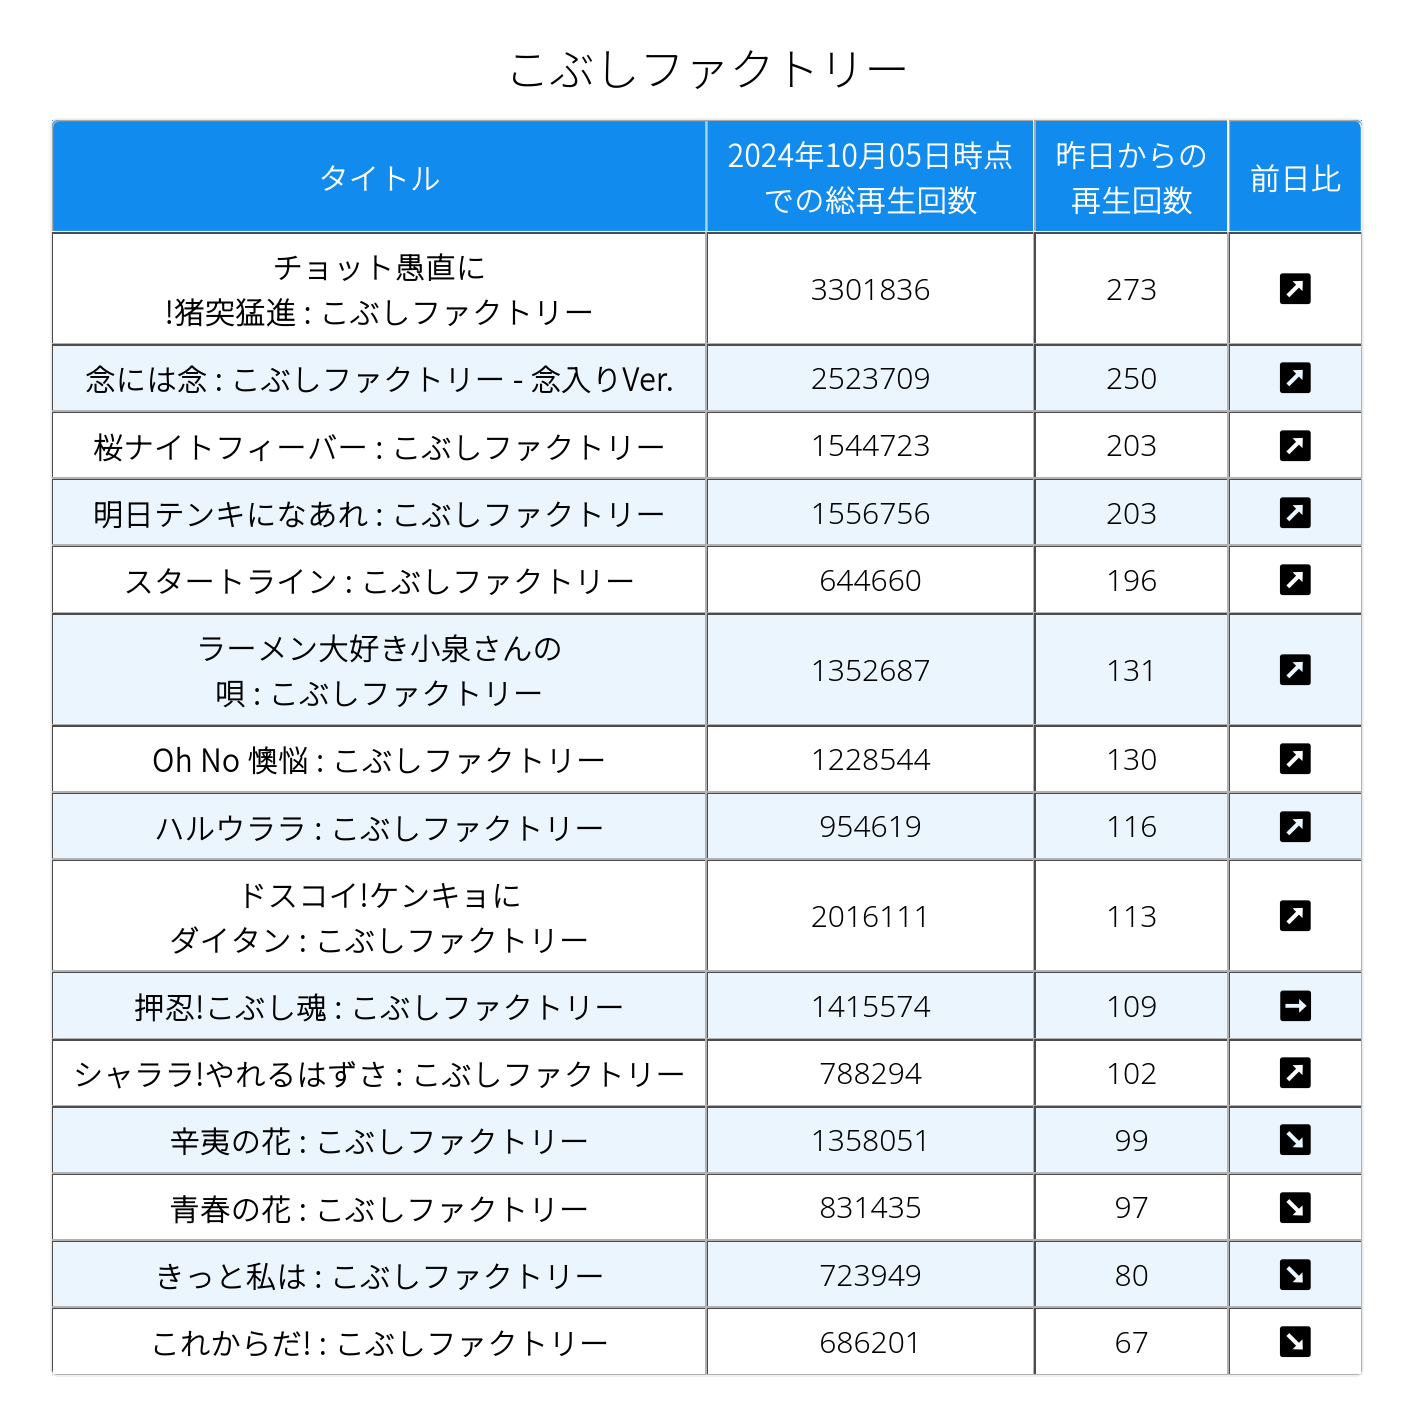 こぶしファクトリー
タイトル
2024年10月05日時点
での総再生回数
昨日からの
再生回数
前日比
チョット愚直に
!猪突猛進 : こぶしファクトリー
3301836
273
念には念 : こぶしファクトリー - 念入りVer.
2523709
250
桜ナイトフィーバー : こぶしファクトリー
1544723
203
明日テンキになあれ : こぶしファクトリー
1556756
203
スタートライン : こぶしファクトリー
644660
196
ラーメン大好き小泉さんの
唄 : こぶしファクトリー
1352687
131
Oh No 懊悩 : こぶしファクトリー
1228544
130
ハルウララ : こぶしファクトリー
954619
116
ドスコイ!ケンキョに
ダイタン : こぶしファクトリー
2016111
113
押忍!こぶし魂 : こぶしファクトリー
1415574
109
シャララ!やれるはずさ : こぶしファクトリー
788294
102
辛夷の花 : こぶしファクトリー
1358051
99
青春の花 : こぶしファクトリー
831435
97
きっと私は : こぶしファクトリー
723949
80
これからだ! : こぶしファクトリー
686201
67